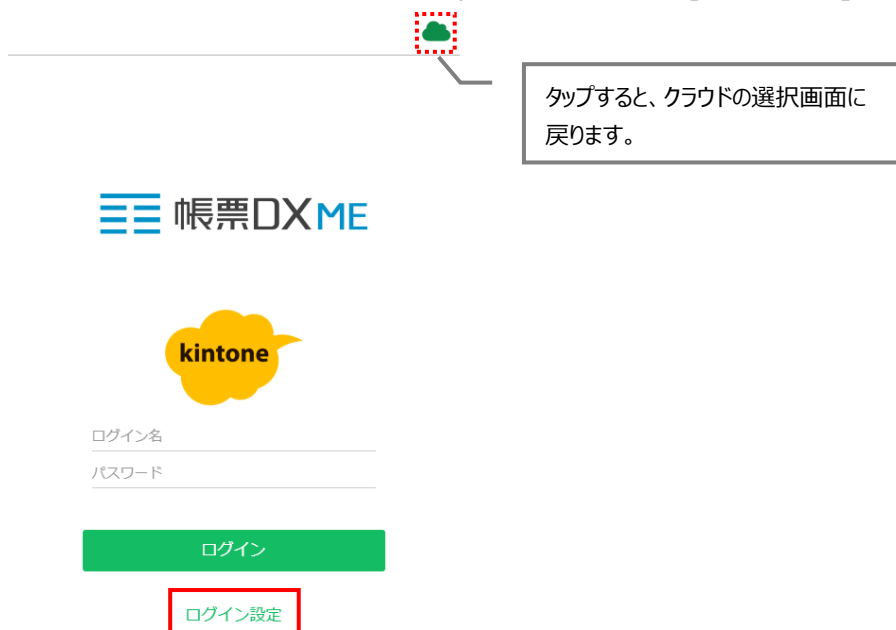 タップすると、クラウドの選択画面に
戻ります。
帳票DX ME
kintone
ログイン名
パスワード
ログイン
ログイン設定